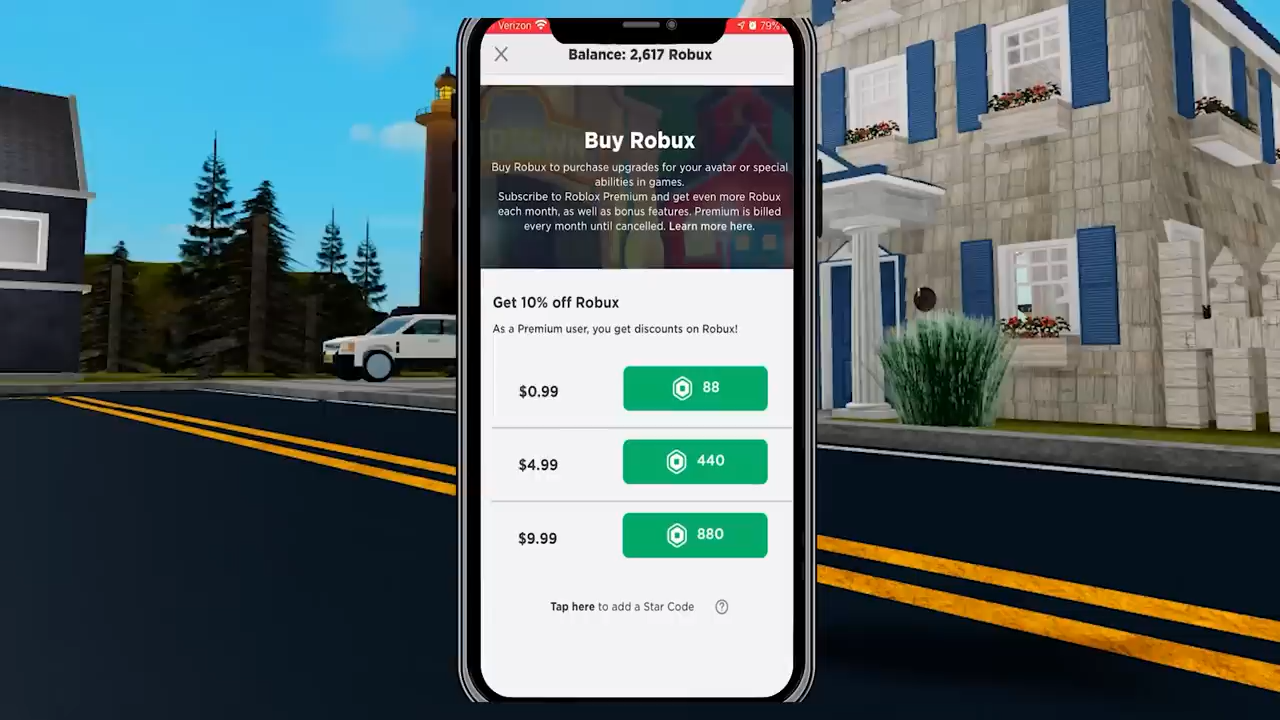 Verizon 79%
Balance: 2,617 Robux
Buy Robux
Buy Robux to purchase upgrades for your avatar or special
abilities in games.
Subscribe to Roblox Premium and get even more Robux
each month, as well as bonus features. Premium is billed
every month until cancelled. Learn more here.
Get 10% off Robux
As a Premium user, you get discounts on Robux!
$0.99 88
$4.99 440
$9.99 880
Tap here to add a Star Code ?